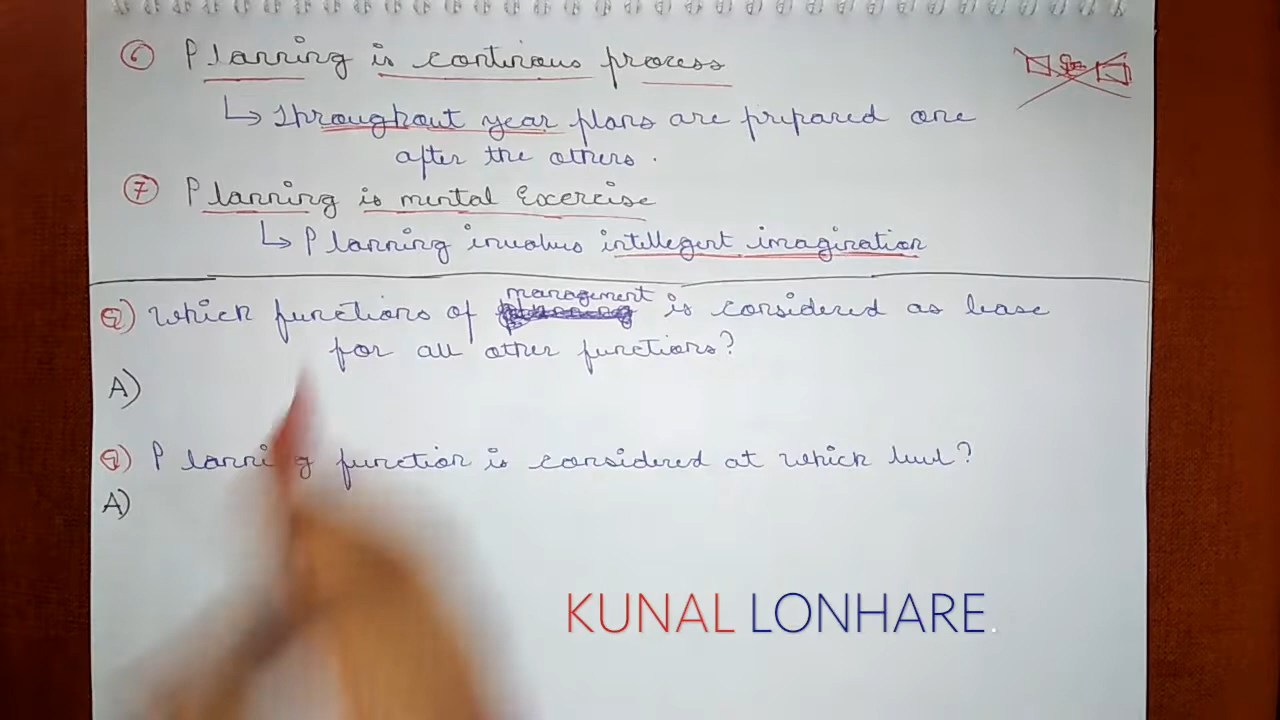 ⑥ Planning is continous process
↳ Throughout year plans are prepared one
after the others.
⑦ Planning is mental Excercise
↳ Planning involves intellegent imagination
Q) Which functions of management is considered as base
for all other functions?
A)
Q) Planning function is considered at which level?
A)
KUNAL LONHARE.